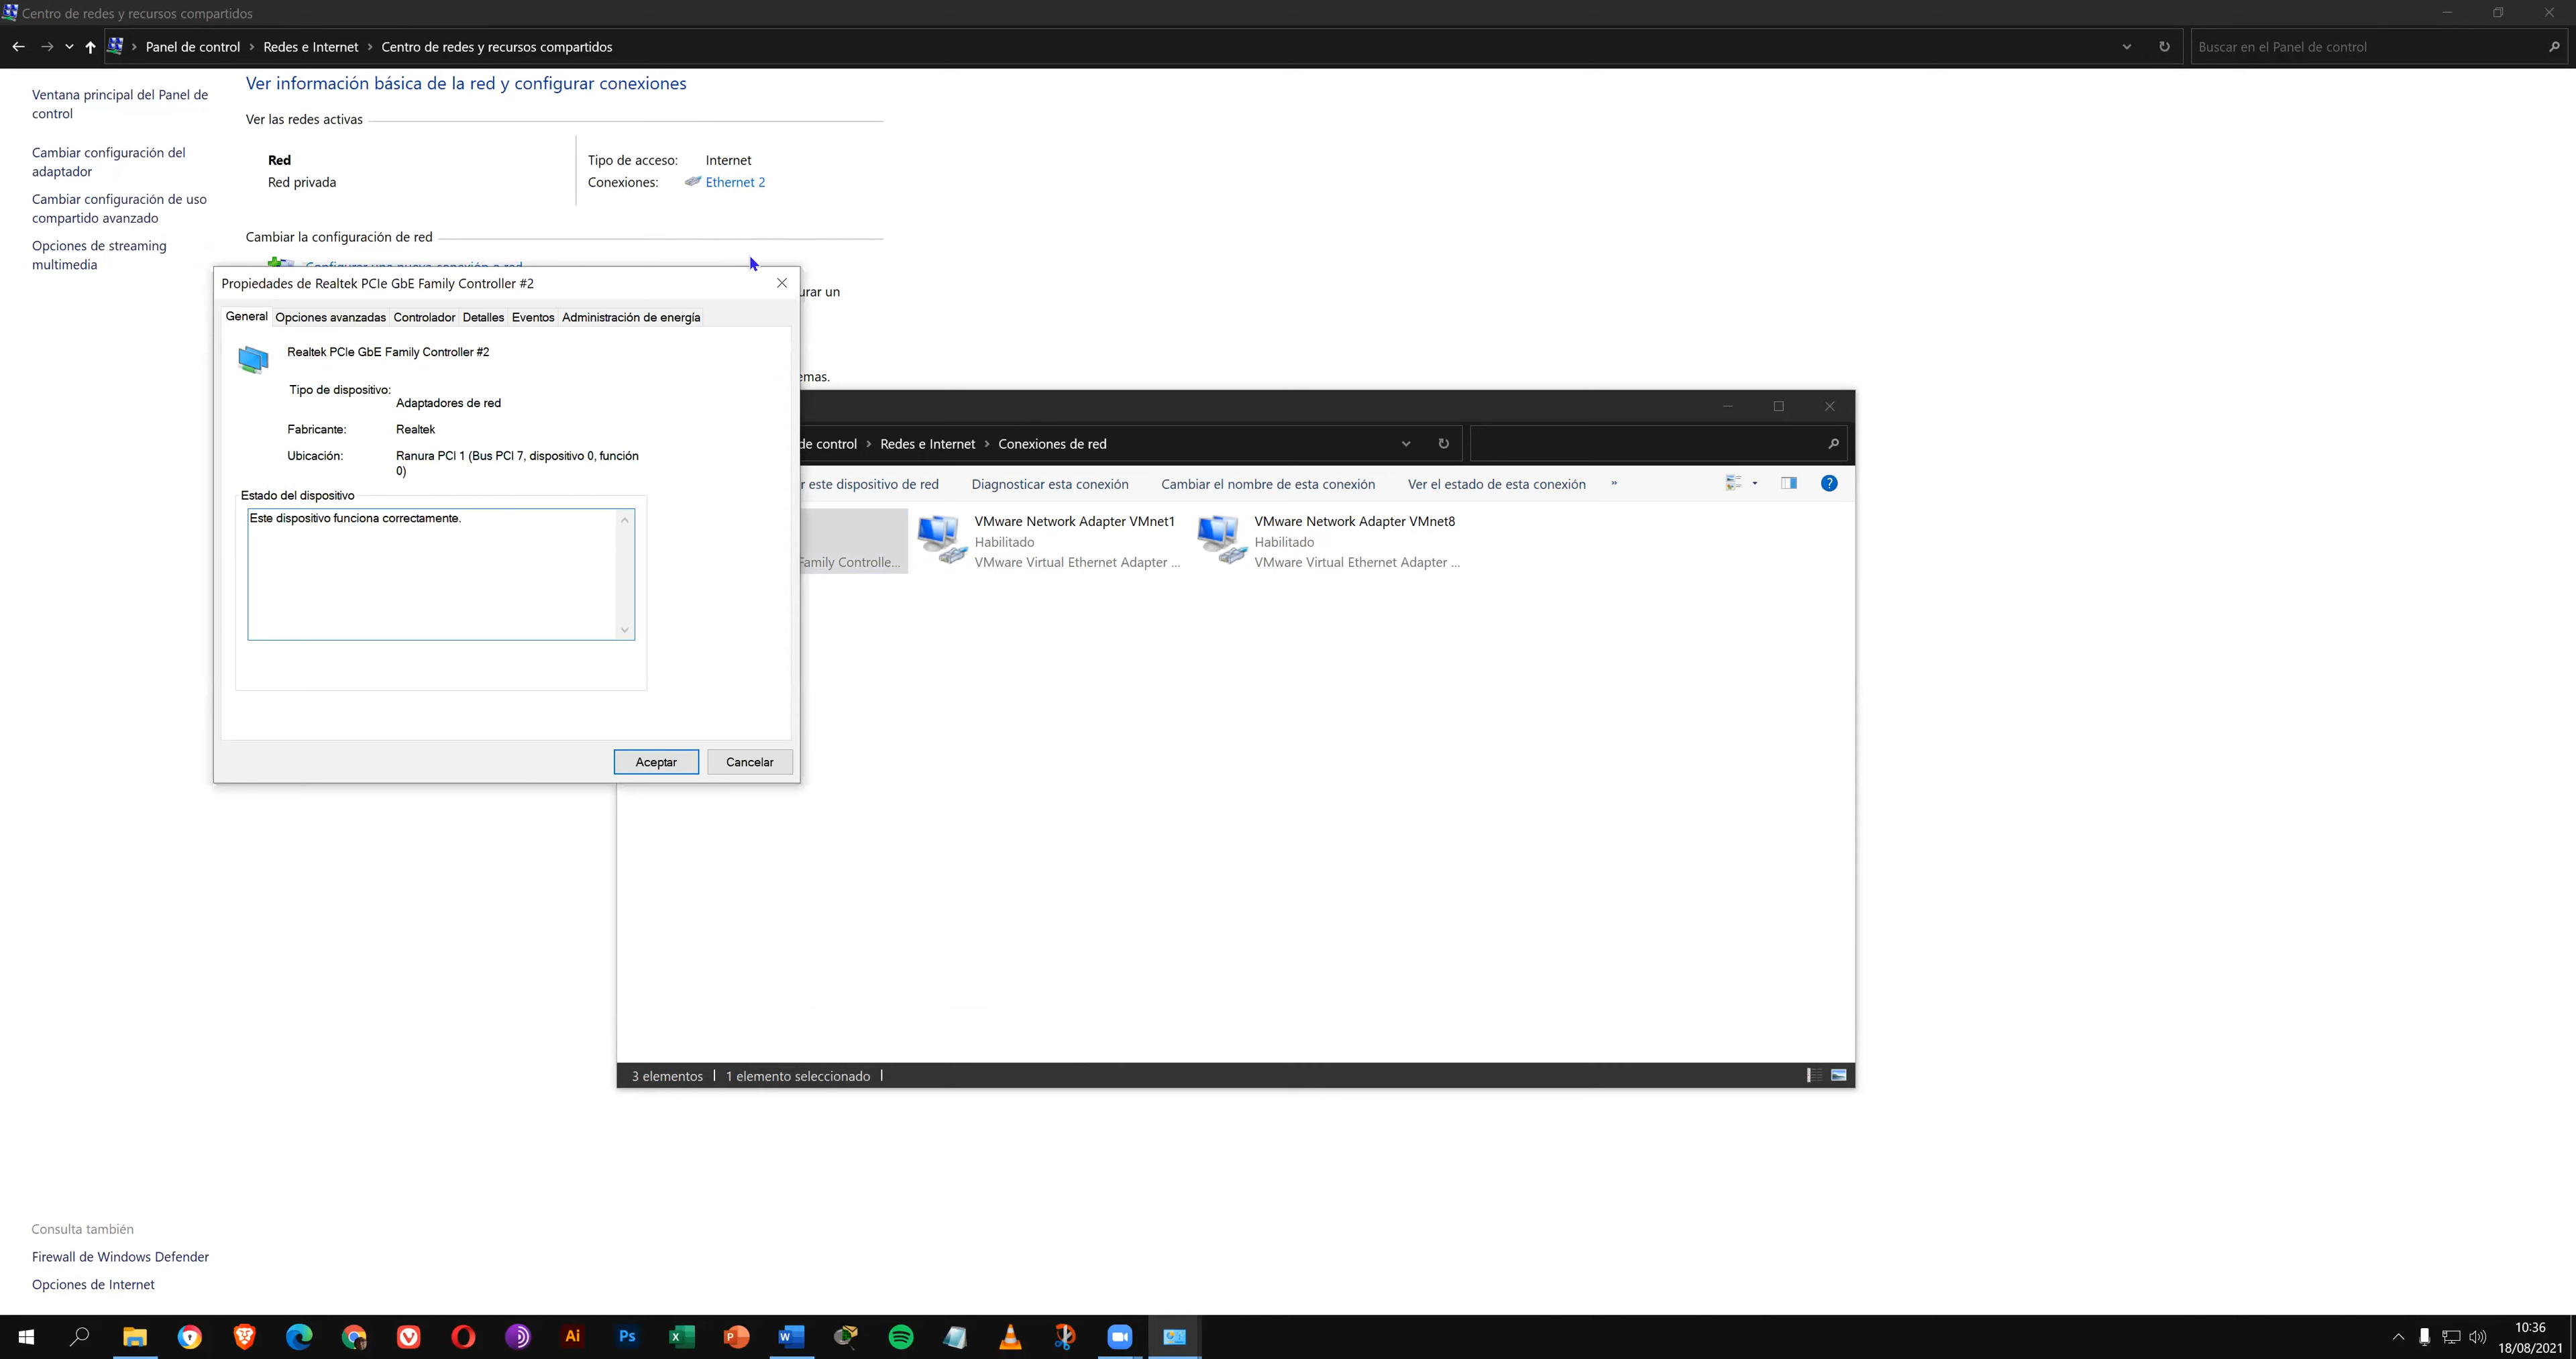 Centro de redes y recursos compartidos
Panel de control › Redes e Internet › Centro de redes y recursos compartidos
Buscar en el Panel de control
Ventana principal del Panel de
control
Cambiar configuración del
adaptador
Cambiar configuración de uso
compartido avanzado
Opciones de streaming
multimedia
Ver información básica de la red y configurar conexiones
Ver las redes activas
Red
Red privada
Tipo de acceso: Internet
Conexiones: Ethernet 2
Cambiar la configuración de red
Configurar una nueva conexión o red
urar un
emas.
Propiedades de Realtek PCIe GbE Family Controller #2
General Opciones avanzadas Controlador Detalles Eventos Administración de energía
Realtek PCIe GbE Family Controller #2
Tipo de dispositivo:
Adaptadores de red
Fabricante: Realtek
Ubicación: Ranura PCI 1 (Bus PCI 7, dispositivo 0, función
0)
Estado del dispositivo
Este dispositivo funciona correctamente.
Aceptar Cancelar
de control › Redes e Internet › Conexiones de red
r este dispositivo de red Diagnosticar esta conexión Cambiar el nombre de esta conexión Ver el estado de esta conexión »
Family Controlle...
VMware Network Adapter VMnet1
Habilitado
VMware Virtual Ethernet Adapter ...
VMware Network Adapter VMnet8
Habilitado
VMware Virtual Ethernet Adapter ...
3 elementos 1 elemento seleccionado
Consulta también
Firewall de Windows Defender
Opciones de Internet
Ai Ps X P W
10:36
18/08/2021